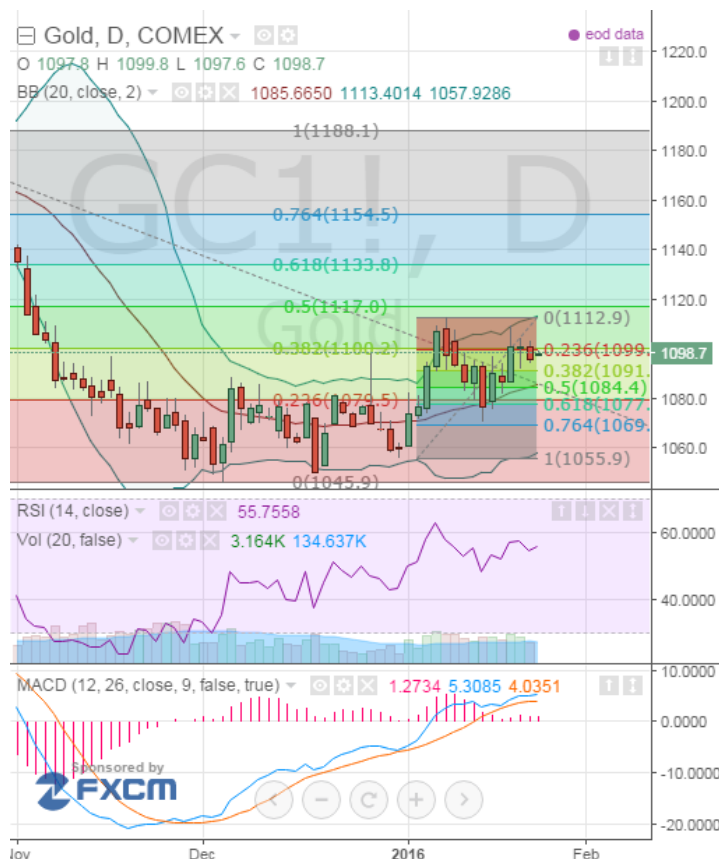 Gold, D, COMEX
eod data
O 1097.8 H 1099.8 L 1097.6 C 1098.7
BB (20, close, 2) 1085.6650 1113.4014 1057.9286
GC1!, D
Gold
1220.0
1200.0
1180.0
1160.0
1140.0
1120.0
1098.7
1080.0
1060.0
1(1188.1)
0.764(1154.5)
0.618(1133.8)
0.5(1117.0)
0.382(1100.2)
0.236(1079.5)
0(1045.9)
0(1112.9)
0.236(1099.
0.382(1091.
0.5(1084.4)
0.618(1077.
0.764(1069.
1(1055.9)
RSI (14, close) 55.7558
Vol (20, false) 3.164K 134.637K
60.0000
40.0000
MACD (12, 26, close, 9, false, true) 1.2734 5.3085 4.0351
10.0000
0.0000
-10.0000
-20.0000
Sponsored by
FXCM
Nov Dec 2016 Feb